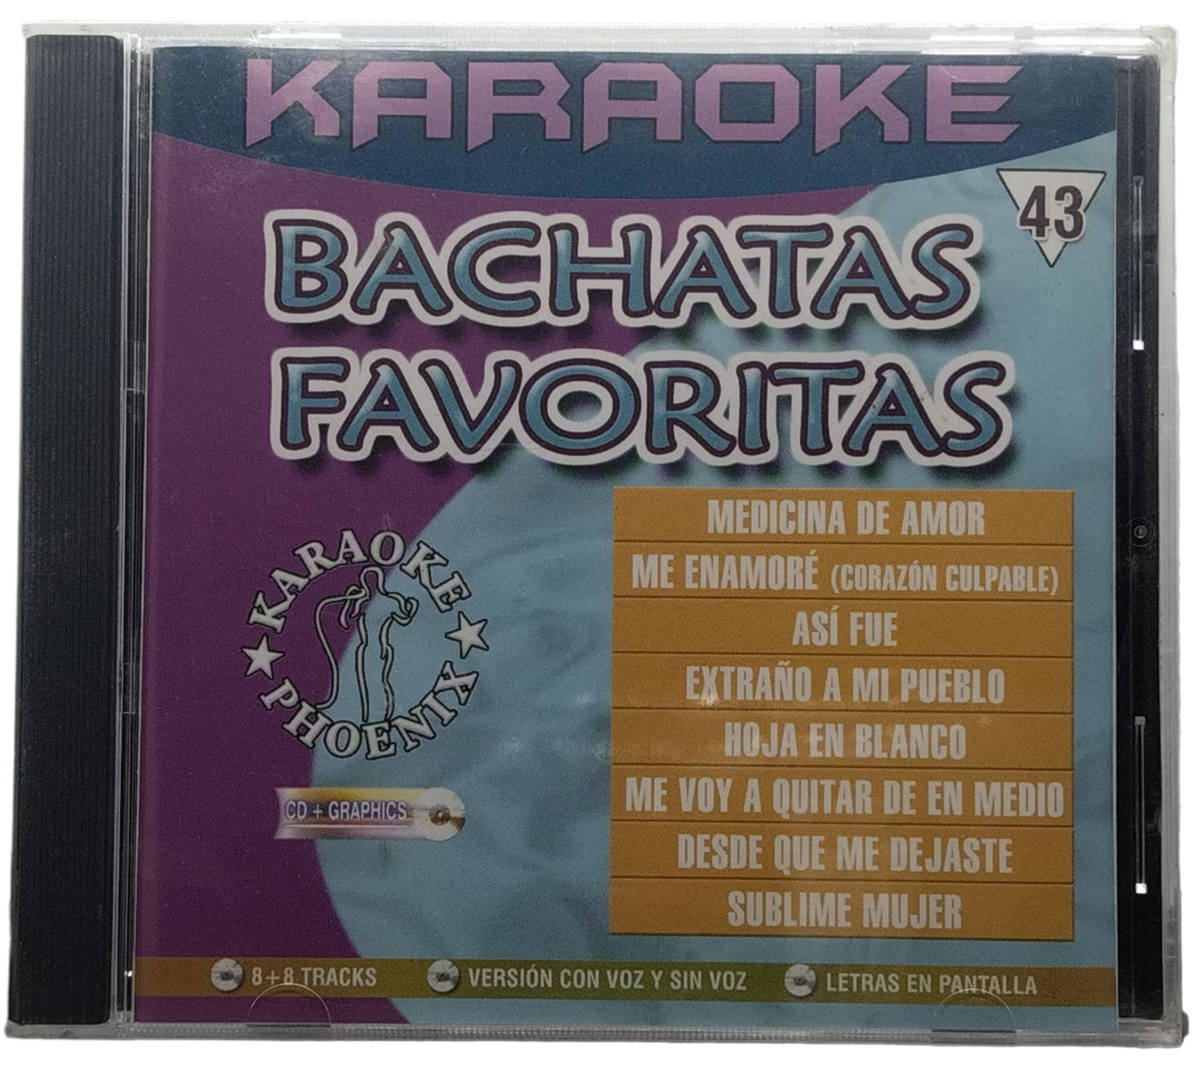 KARAOKE
43
BACHATAS
FAVORITAS
MEDICINA DE AMOR
ME ENAMORÉ (CORAZÓN CULPABLE)
ASÍ FUE
EXTRAÑO A MI PUEBLO
HOJA EN BLANCO
ME VOY A QUITAR DE EN MEDIO
DESDE QUE ME DEJASTE
SUBLIME MUJER
KARAOKE
PHOENIX
CD + GRAPHICS
8+8 TRACKS
VERSIÓN CON VOZ Y SIN VOZ
LETRAS EN PANTALLA